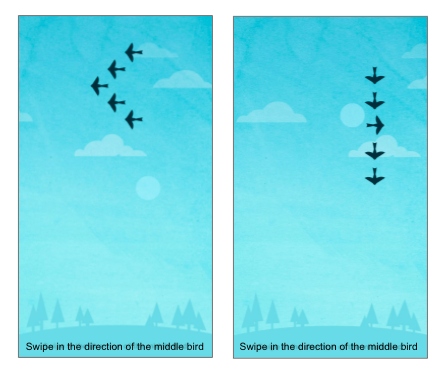 Swipe in the direction of the middle bird
Swipe in the direction of the middle bird